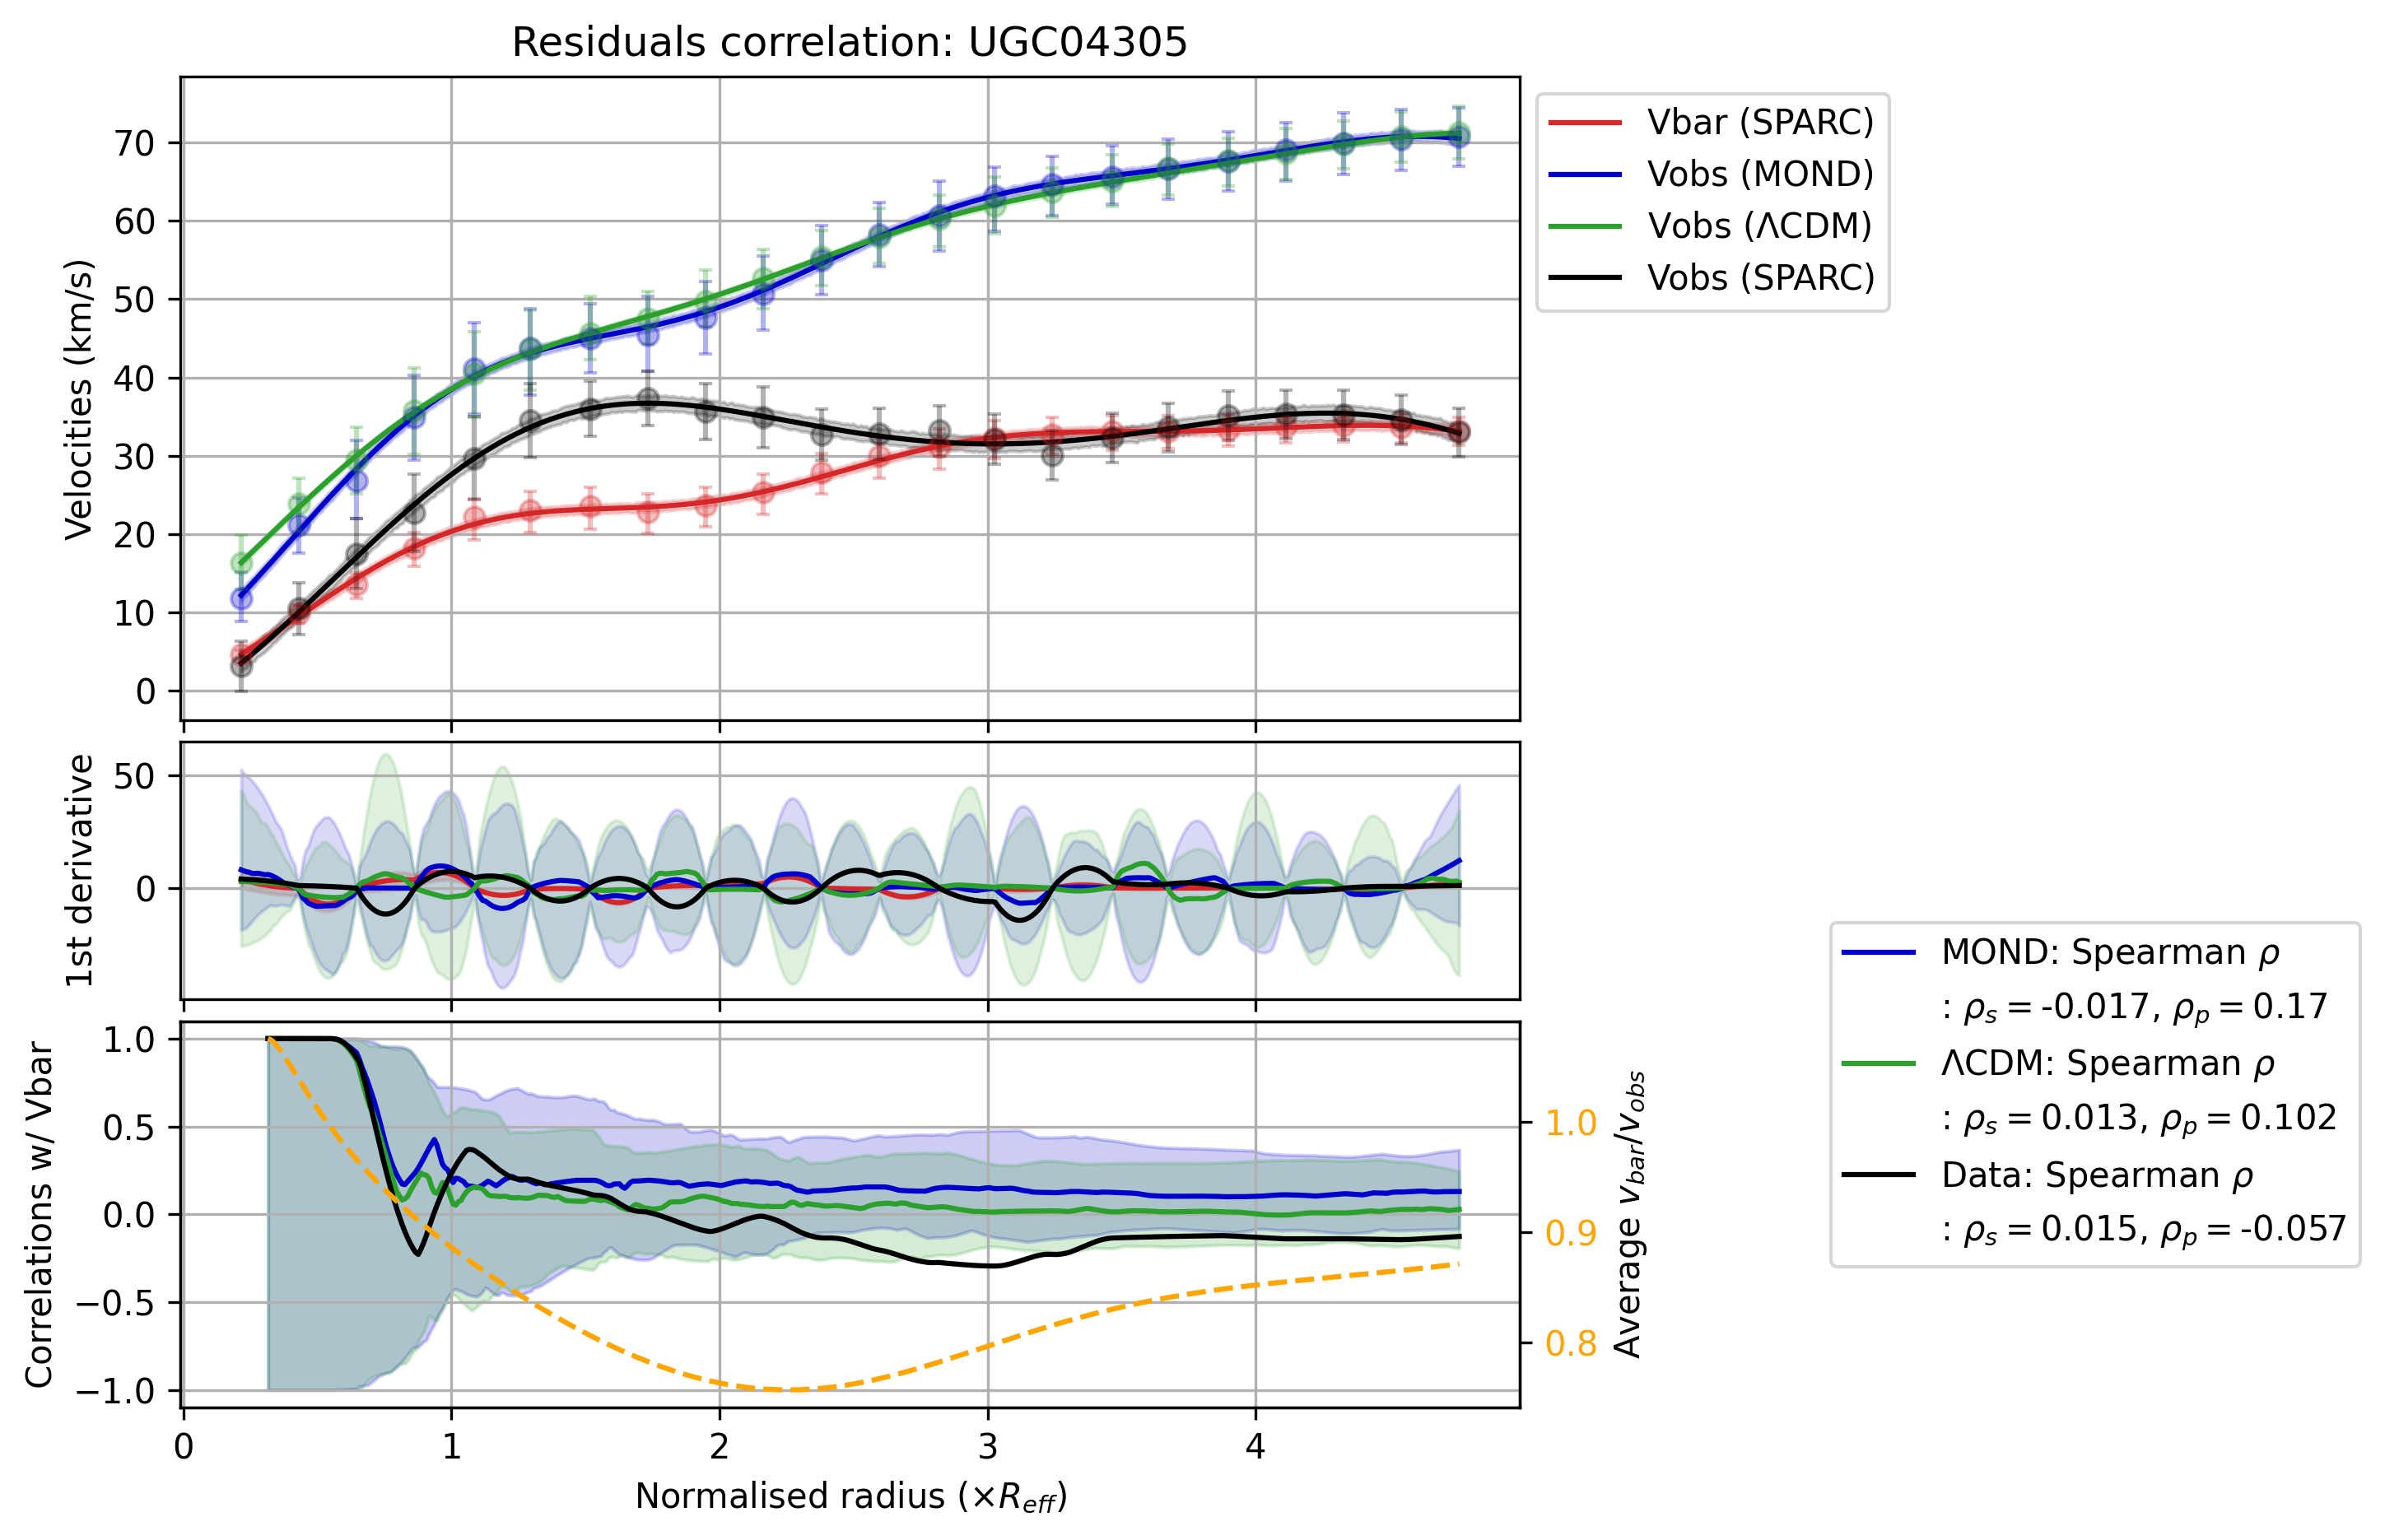 Residuals correlation: UGC04305
Velocities (km/s)
70
60
50
40
30
20
10
0
Vbar (SPARC)
Vobs (MOND)
Vobs (ΛCDM)
Vobs (SPARC)
1st derivative
50
0
Correlations w/ Vbar
1.0
0.5
0.0
−0.5
−1.0
1.0
0.9
0.8
Average v_bar/v_obs
0 1 2 3 4
Normalised radius (×R_eff)
MOND: Spearman ρ
: ρ_s = -0.017, ρ_p = 0.17
ΛCDM: Spearman ρ
: ρ_s = 0.013, ρ_p = 0.102
Data: Spearman ρ
: ρ_s = 0.015, ρ_p = -0.057